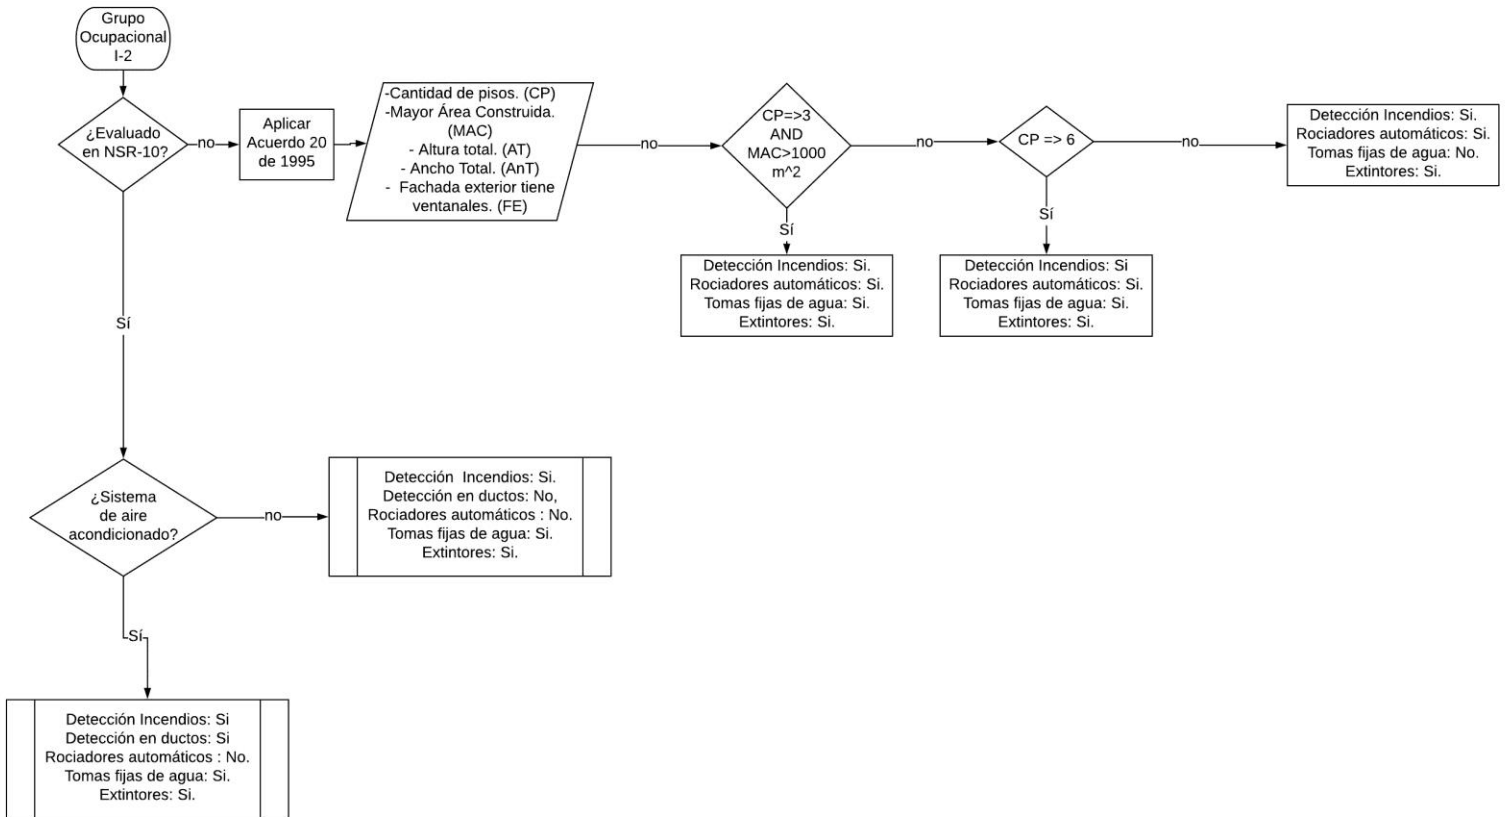 Grupo
Ocupacional
I-2
¿Evaluado
en NSR-10?
no
Aplicar
Acuerdo 20
de 1995
-Cantidad de pisos. (CP)
-Mayor Área Construida.
(MAC)
- Altura total. (AT)
- Ancho Total. (AnT)
- Fachada exterior tiene
ventanales. (FE)
no
CP=>3
AND
MAC>1000
m^2
no
CP => 6
no
Detección Incendios: Si.
Rociadores automáticos: Si.
Tomas fijas de agua: No.
Extintores: Si.
Sí
Detección Incendios: Si.
Rociadores automáticos: Si.
Tomas fijas de agua: Si.
Extintores: Si.
Sí
Detección Incendios: Si
Rociadores automáticos: Si.
Tomas fijas de agua: Si.
Extintores: Si.
Sí
¿Sistema
de aire
acondicionado?
no
Detección Incendios: Si.
Detección en ductos: No,
Rociadores automáticos : No.
Tomas fijas de agua: Si.
Extintores: Si.
Sí
Detección Incendios: Si
Detección en ductos: Si
Rociadores automáticos : No.
Tomas fijas de agua: Si.
Extintores: Si.